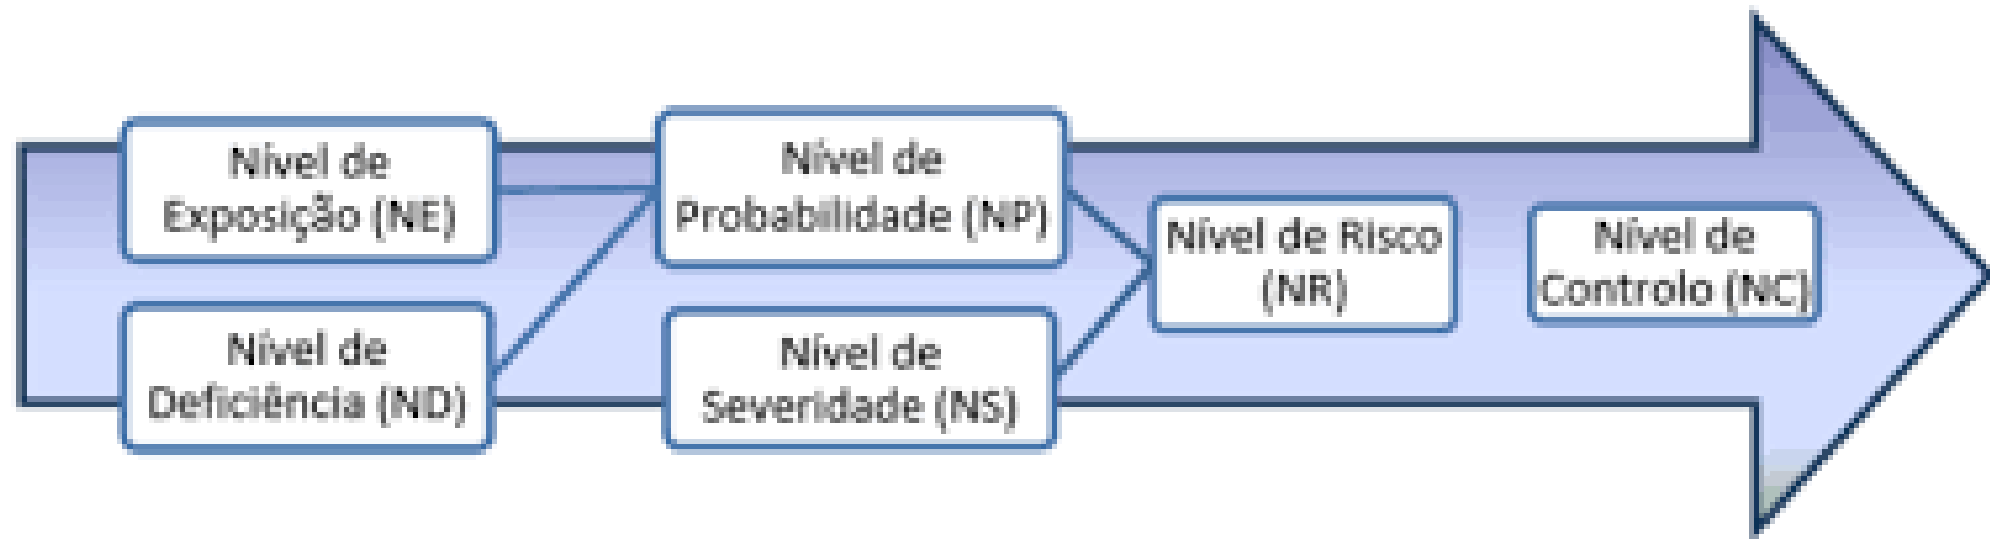 Nível de
Exposição (NE)
Nível de
Deficiência (ND)
Nível de
Probabilidade (NP)
Nível de
Severidade (NS)
Nível de Risco
(NR)
Nível de
Controlo (NC)